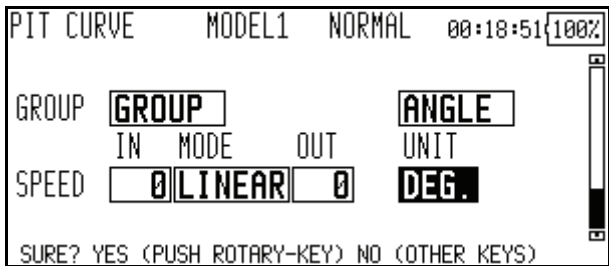 PIT CURVE MODEL1 NORMAL 00:18:51 100%
GROUP GROUP ANGLE
IN MODE OUT UNIT
SPEED 0 LINEAR 0 DEG.
SURE? YES (PUSH ROTARY-KEY) NO (OTHER KEYS)